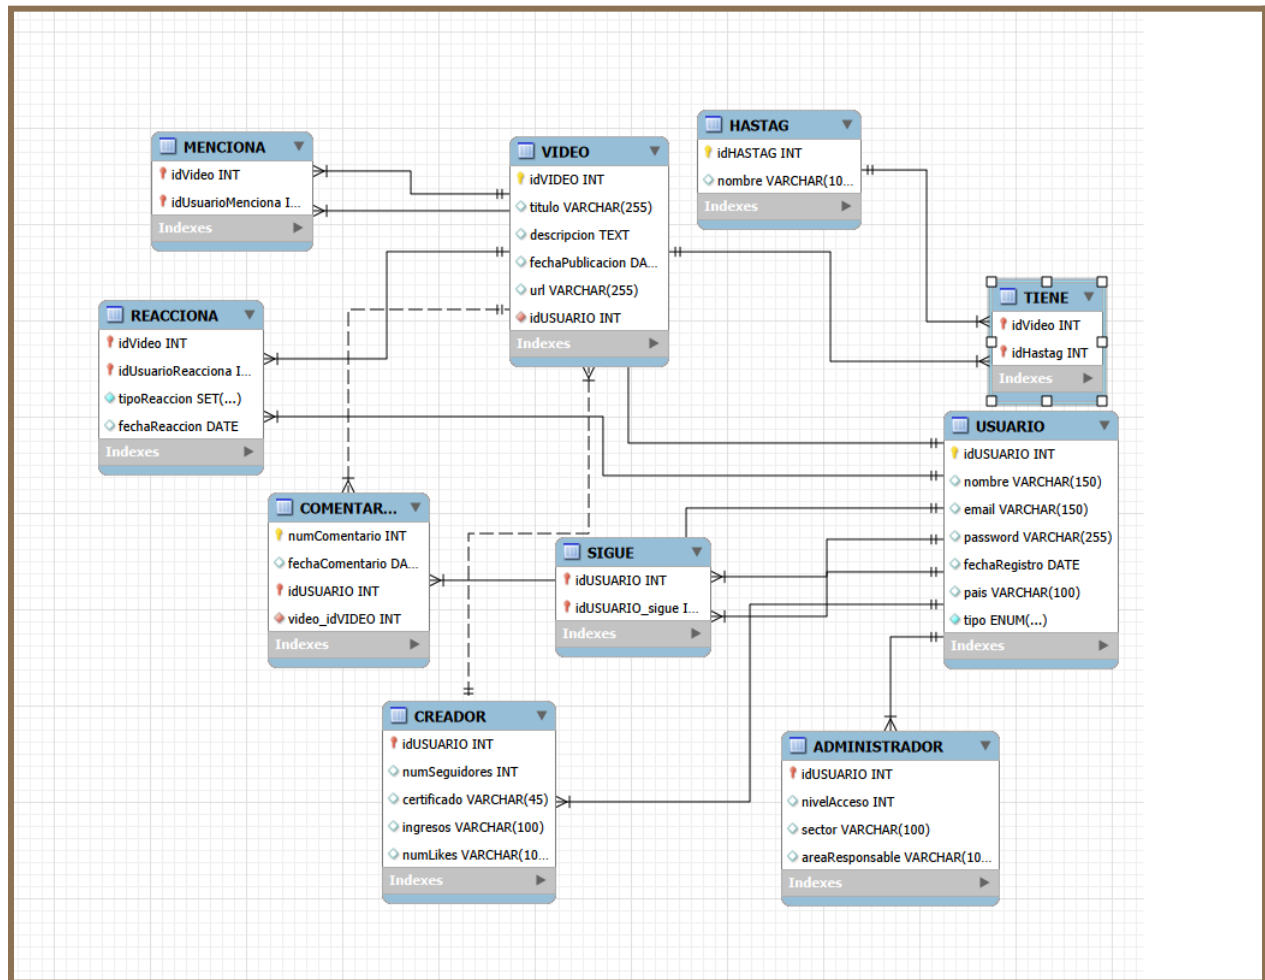 MENCIONA
idVideo INT
idUsuarioMenciona I...
Indexes
VIDEO
idVIDEO INT
titulo VARCHAR(255)
descripcion TEXT
fechaPublicacion DA...
url VARCHAR(255)
idUSUARIO INT
Indexes
HASTAG
idHASTAG INT
nombre VARCHAR(10...
Indexes
TIENE
idVideo INT
idHastag INT
Indexes
REACCIONA
idVideo INT
idUsuarioReacciona I...
tipoReaccion SET(...)
fechaReaccion DATE
Indexes
USUARIO
idUSUARIO INT
nombre VARCHAR(150)
email VARCHAR(150)
password VARCHAR(255)
fechaRegistro DATE
pais VARCHAR(100)
tipo ENUM(...)
Indexes
COMENTAR...
numComentario INT
fechaComentario DA...
idUSUARIO INT
video_idVIDEO INT
Indexes
SIGUE
idUSUARIO INT
idUSUARIO_sigue I...
Indexes
CREADOR
idUSUARIO INT
numSeguidores INT
certificado VARCHAR(45)
ingresos VARCHAR(100)
numLikes VARCHAR(10...
Indexes
ADMINISTRADOR
idUSUARIO INT
nivelAcceso INT
sector VARCHAR(100)
areaResponsable VARCHAR(10...
Indexes